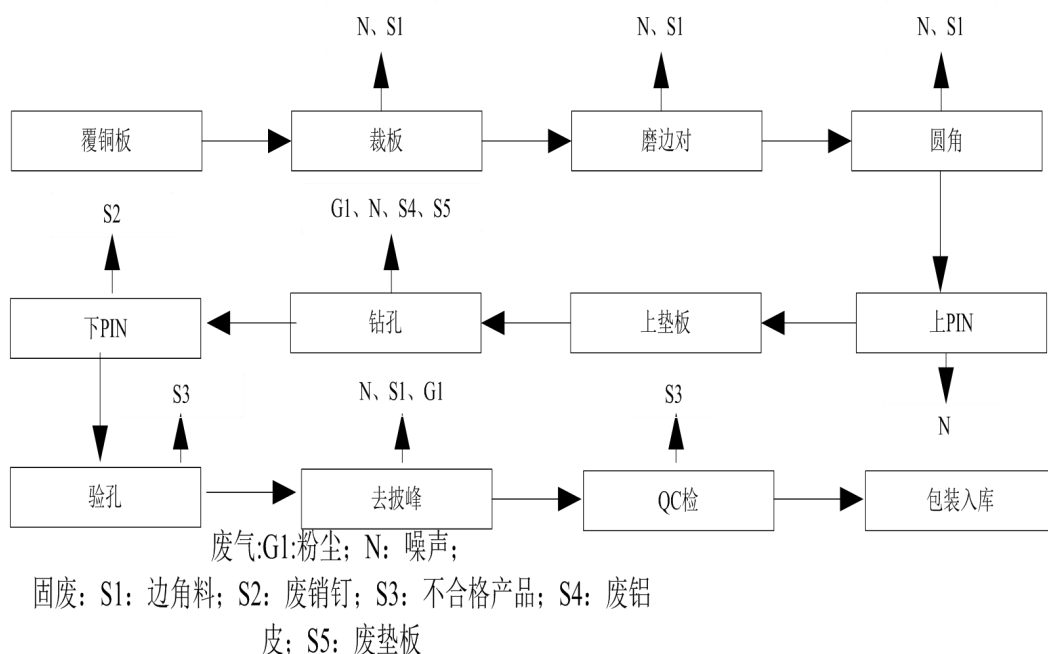 N、S1
N、S1
N、S1
覆铜板
裁板
磨边对
圆角
S2
G1、N、S4、S5
下PIN
钻孔
上垫板
上PIN
S3
N、S1、G1
S3
N
验孔
去披峰
QC检
包装入库
废气:G1:粉尘；N：噪声；
固废：S1：边角料；S2：废销钉；S3：不合格产品；S4：废铝
皮；S5：废垫板